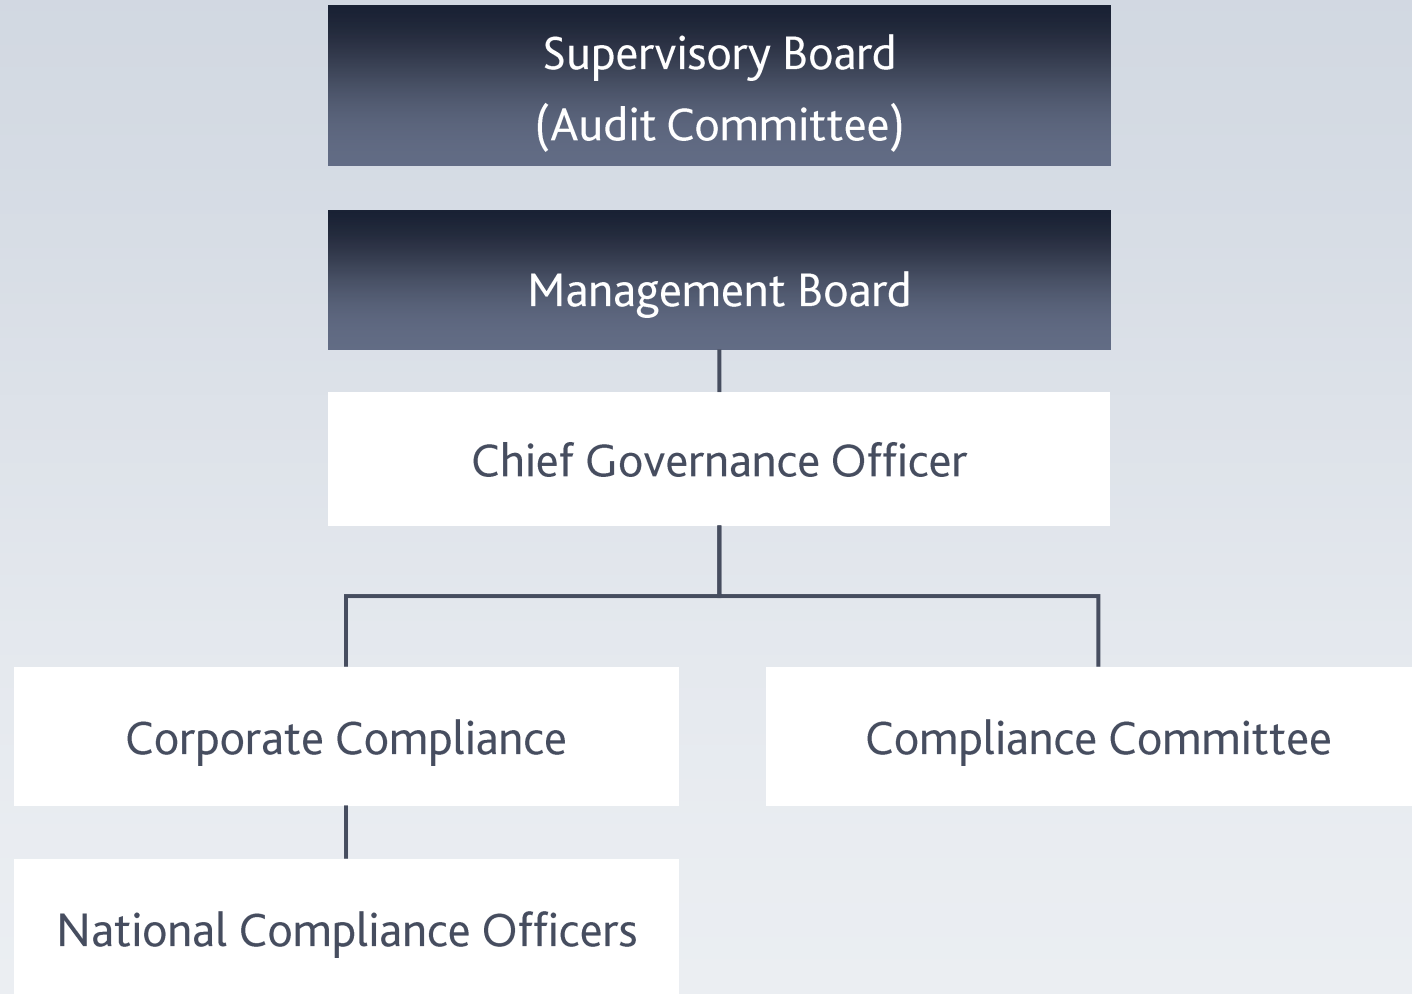 Supervisory Board
(Audit Committee)
Management Board
Chief Governance Officer
Corporate Compliance
Compliance Committee
National Compliance Officers